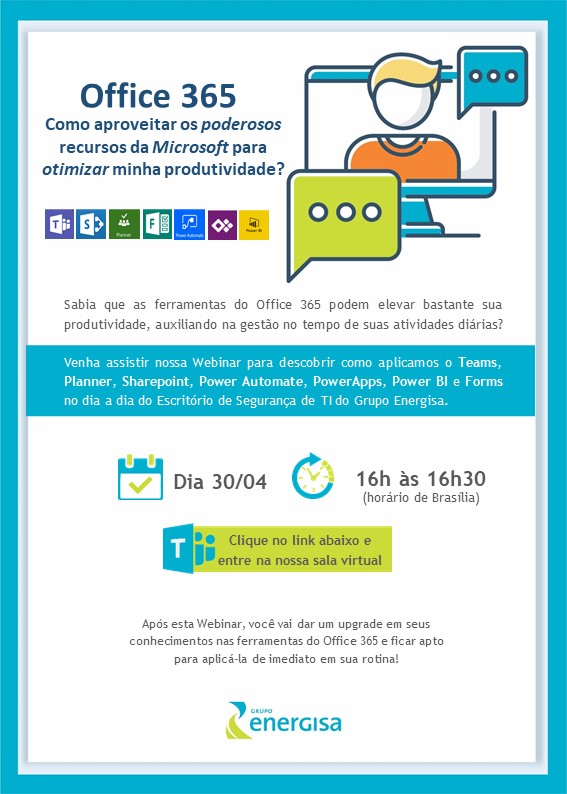 Office 365
Como aproveitar os poderosos
recursos da Microsoft para
otimizar minha produtividade?
T S Planner F Power Automate Power BI
Sabia que as ferramentas do Office 365 podem elevar bastante sua
produtividade, auxiliando na gestão no tempo de suas atividades diárias?
Venha assistir nossa Webinar para descobrir como aplicamos o Teams,
Planner, Sharepoint, Power Automate, PowerApps, Power BI e Forms
no dia a dia do Escritório de Segurança de TI do Grupo Energisa.
Dia 30/04
16h às 16h30
(horário de Brasília)
T
Clique no link abaixo e
entre na nossa sala virtual
Após esta Webinar, você vai dar um upgrade em seus
conhecimentos nas ferramentas do Office 365 e ficar apto
para aplicá-la de imediato em sua rotina!
GRUPO
energisa